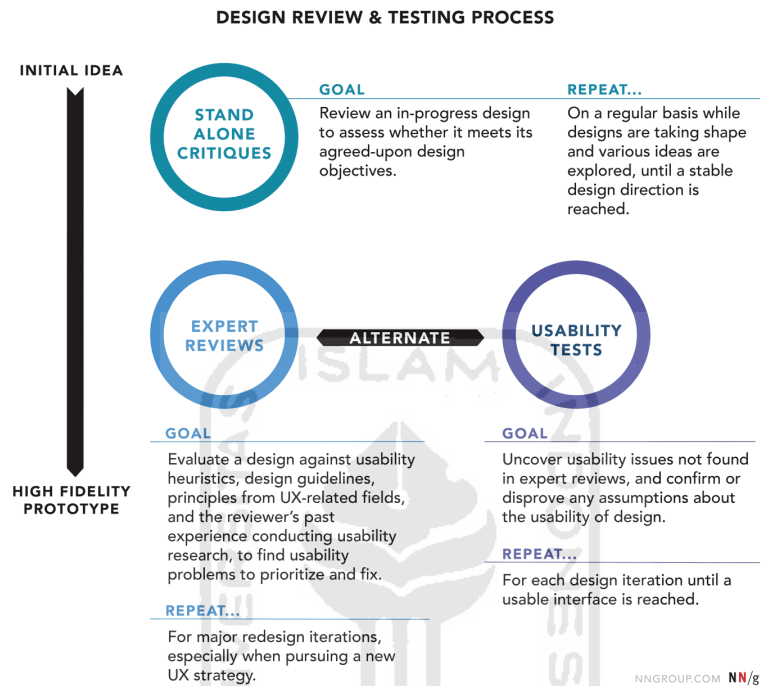 DESIGN REVIEW & TESTING PROCESS
INITIAL IDEA
STAND
ALONE
CRITIQUES
GOAL
Review an in-progress design
to assess whether it meets its
agreed-upon design
objectives.
REPEAT...
On a regular basis while
designs are taking shape
and various ideas are
explored, until a stable
design direction is
reached.
EXPERT
REVIEWS
ALTERNATE
USABILITY
TESTS
ISLAM
GOAL
Evaluate a design against usability
heuristics, design guidelines,
principles from UX-related fields,
and the reviewer's past
experience conducting usability
research, to find usability
problems to prioritize and fix.
REPEAT...
For major redesign iterations,
especially when pursuing a new
UX strategy.
GOAL
Uncover usability issues not found
in expert reviews, and confirm or
disprove any assumptions about
the usability of design.
REPEAT...
For each design iteration until a
usable interface is reached.
HIGH FIDELITY
PROTOTYPE
NNGROUP.COM NN/g